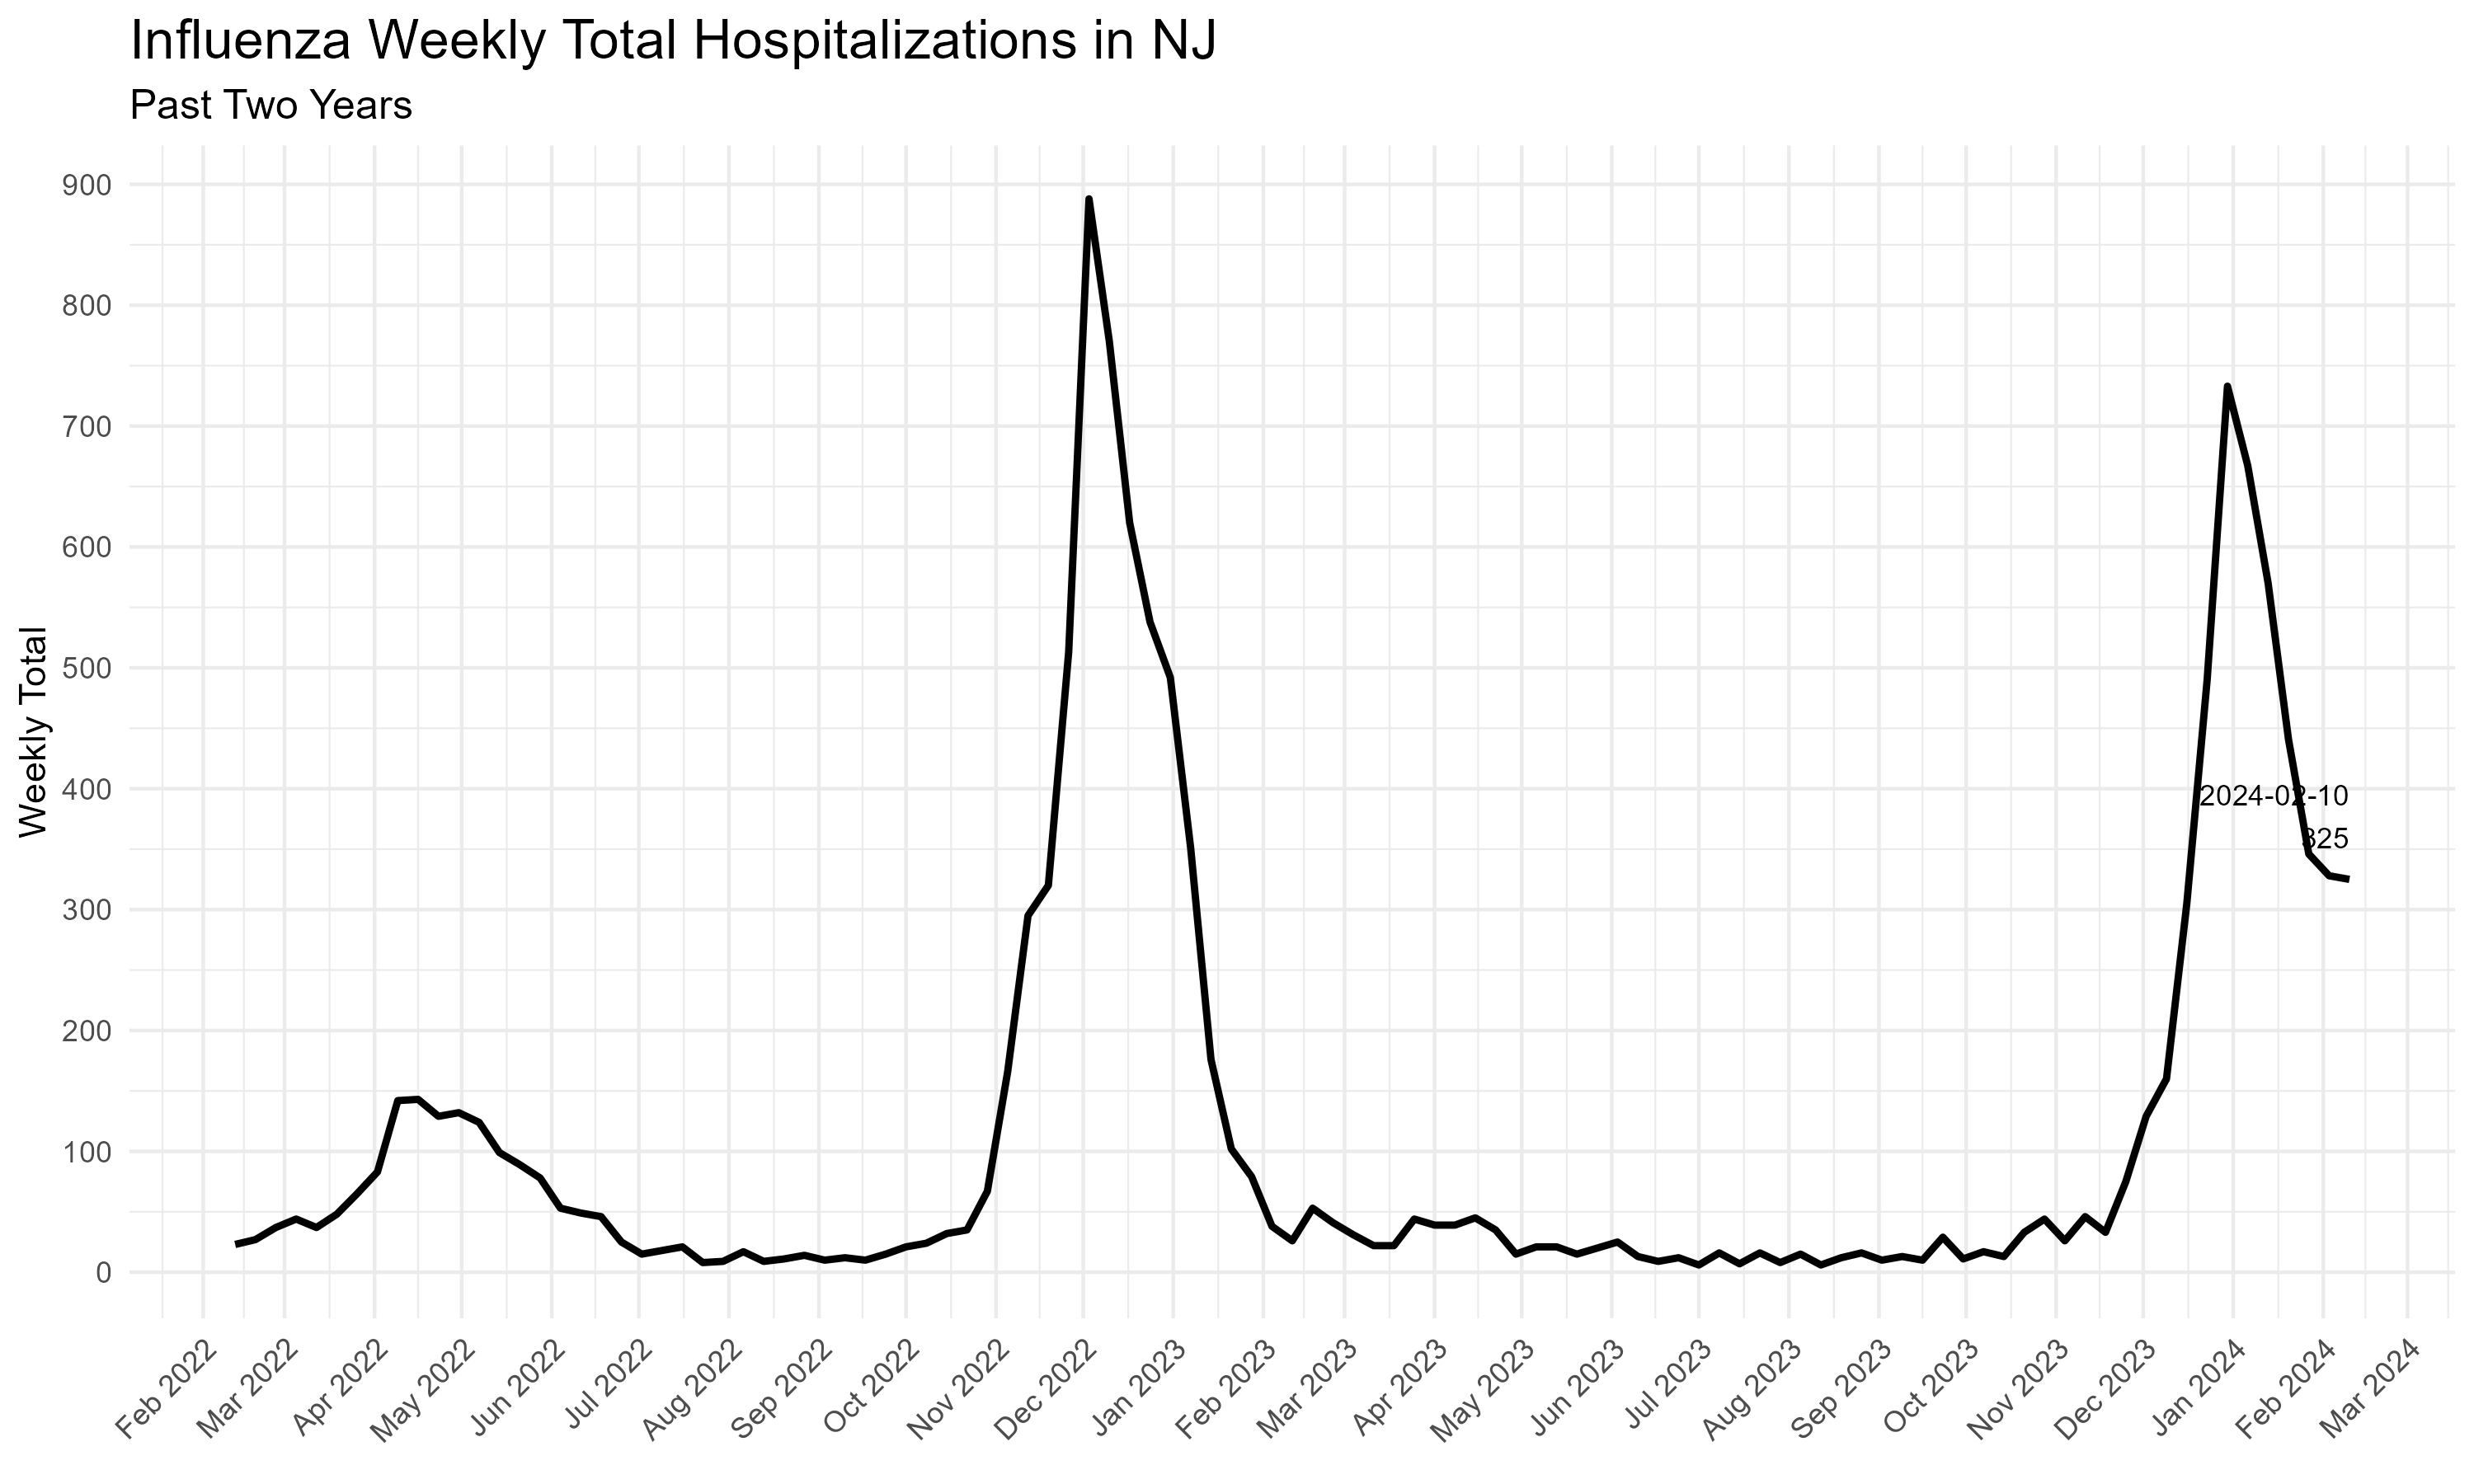 Influenza Weekly Total Hospitalizations in NJ
Past Two Years
Weekly Total
900
800
700
600
500
400
300
200
100
0
2024-02-10
325
Feb 2022
Mar 2022
Apr 2022
May 2022
Jun 2022
Jul 2022
Aug 2022
Sep 2022
Oct 2022
Nov 2022
Dec 2022
Jan 2023
Feb 2023
Mar 2023
Apr 2023
May 2023
Jun 2023
Jul 2023
Aug 2023
Sep 2023
Oct 2023
Nov 2023
Dec 2023
Jan 2024
Feb 2024
Mar 2024